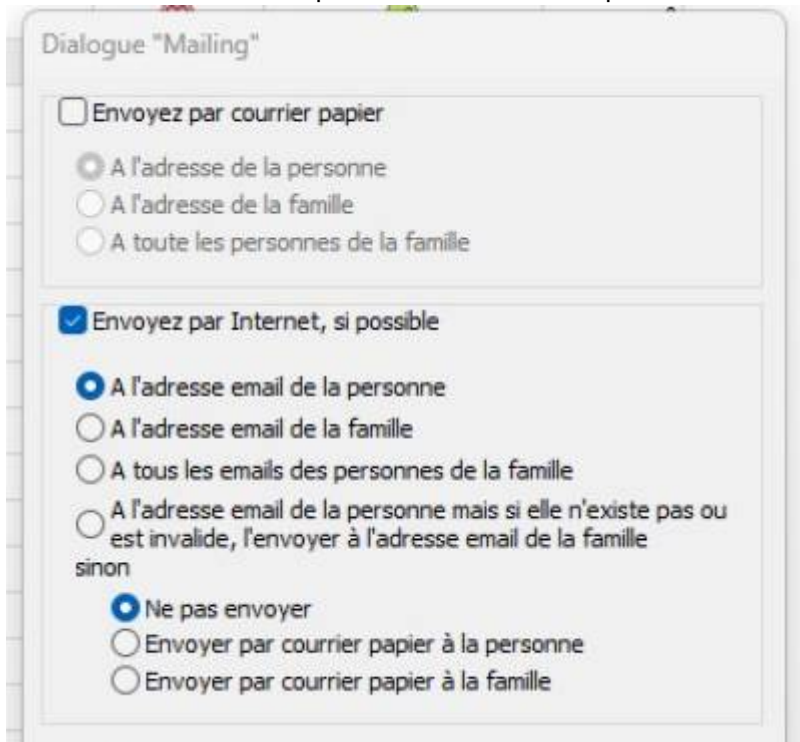 Dialogue "Mailing"
Envoyez par courrier papier
A l'adresse de la personne
A l'adresse de la famille
A toute les personnes de la famille
Envoyez par Internet, si possible
A l'adresse email de la personne
A l'adresse email de la famille
A tous les emails des personnes de la famille
A l'adresse email de la personne mais si elle n'existe pas ou
est invalide, l'envoyer à l'adresse email de la famille
sinon
Ne pas envoyer
Envoyer par courrier papier à la personne
Envoyer par courrier papier à la famille